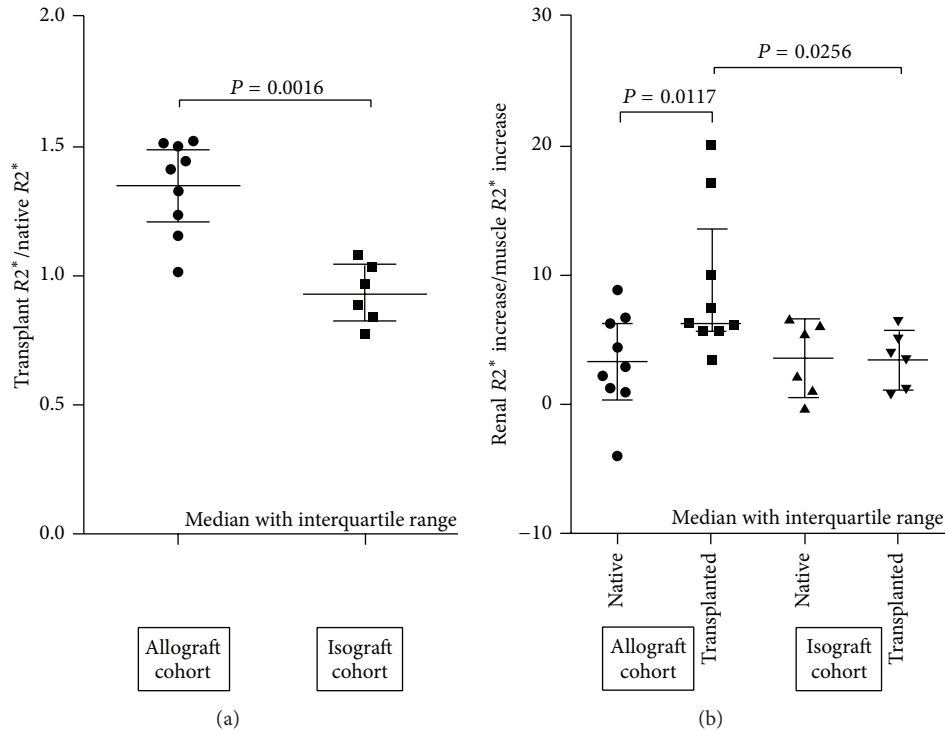 2.0
1.5
1.0
0.5
0.0
Transplant R2*/native R2*
P = 0.0016
Median with interquartile range
Allograft
cohort
Isograft
cohort
(a)
30
20
10
0
−10
Renal R2* increase/muscle R2* increase
P = 0.0256
P = 0.0117
Median with interquartile range
Native
Transplanted
Native
Transplanted
Allograft
cohort
Isograft
cohort
(b)